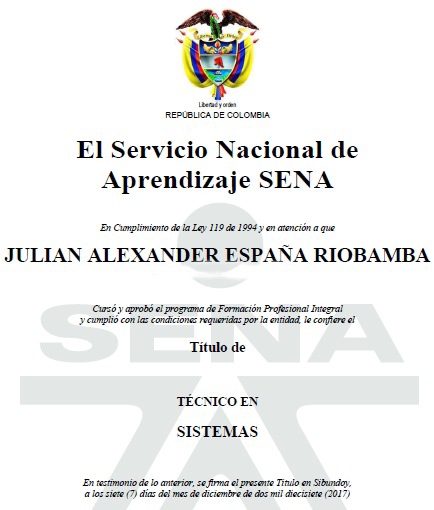 Libertad y orden
REPÚBLICA DE COLOMBIA
El Servicio Nacional de
Aprendizaje SENA
En Cumplimiento de la Ley 119 de 1994 y en atención a que
JULIAN ALEXANDER ESPAÑA RIOBAMBA
Cursó y aprobó el programa de Formación Profesional Integral
y cumplió con las condiciones requeridas por la entidad, le confiere el
SENA
Título de
TÉCNICO EN
SISTEMAS
En testimonio de lo anterior, se firma el presente Título en Sibundoy,
a los siete (7) días del mes de diciembre de dos mil diecisiete (2017)